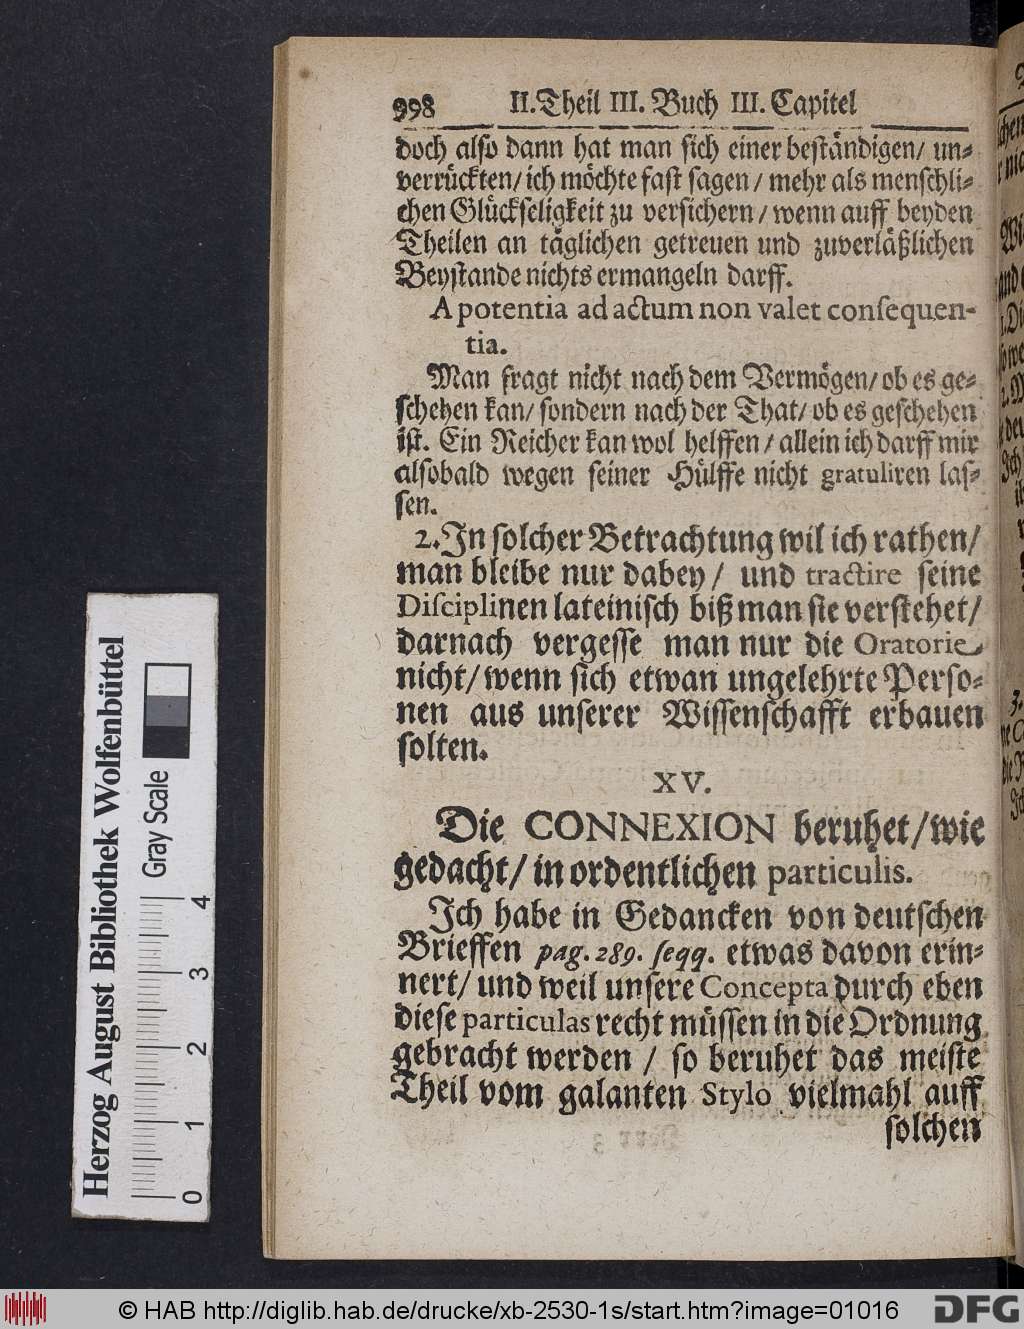 998 II. Theil III. Buch III. Capitel
doch also dann hat man sich einer beständigen/ un-
verrückten/ ich möchte fast sagen/ mehr als menschli-
chen Glückseligkeit zu versichern/ wenn auff beyden
Theilen an täglichen getreuen und zuverläßlichen
Beystande nichts ermangeln darff.
A potentia ad actum non valet consequen-
tia.
Man fragt nicht nach dem Vermögen/ ob es ge-
schehen kan/ sondern nach der That/ ob es geschehen
ist. Ein Reicher kan wol helffen/ allein ich darff mir
alsobald wegen seiner Hülffe nicht gratuliren las-
sen.
2. In solcher Betrachtung wil ich rathen/
man bleibe nur dabey/ und tractire seine
Disciplinen lateinisch biß man sie verstehet/
darnach vergesse man nur die Oratorie
nicht/ wenn sich etwan ungelehrte Perso-
nen aus unserer Wissenschafft erbauen
solten.
XV.
Die CONNEXION beruhet/ wie
gedacht/ in ordentlichen particulis.
Ich habe in Gedancken von deutschen
Brieffen pag. 289. seqq. etwas davon erin-
nert/ und weil unsere Concepta durch eben
diese particulas recht müssen in die Ordnung
gebracht werden / so beruhet das meiste
Theil vom galanten Stylo vielmahl auff
solchen
Herzog August Bibliothek Wolfenbüttel
Gray Scale
0 1 2 3 4
© HAB http://diglib.hab.de/drucke/xb-2530-1s/start.htm?image=01016
DFG